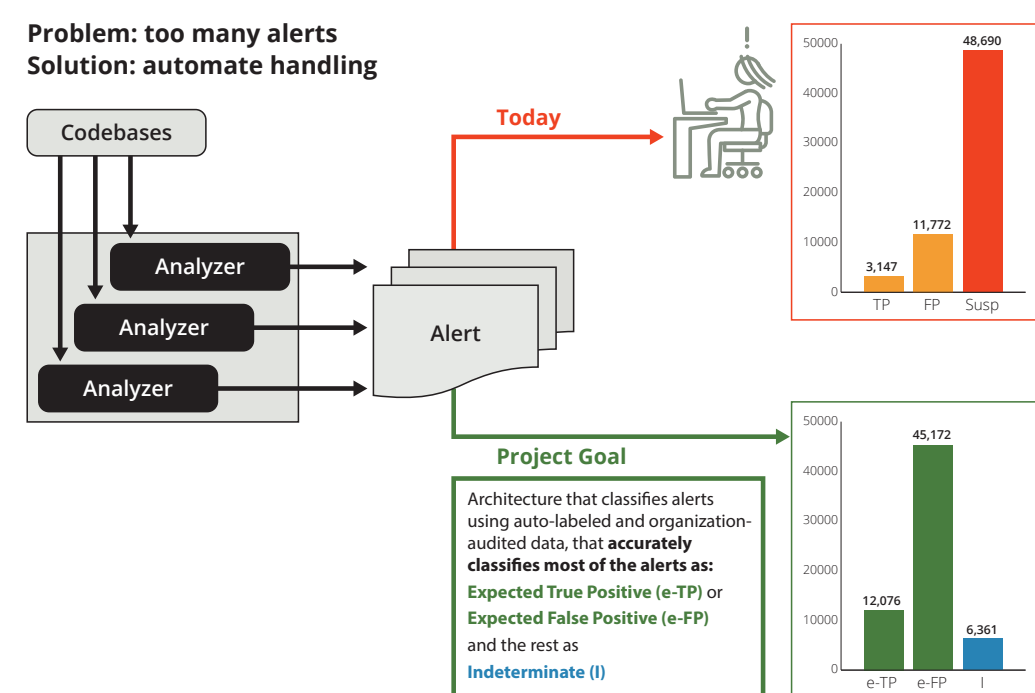 Problem: too many alerts
Solution: automate handling
Codebases
Analyzer
Analyzer
Analyzer
Alert
Today
!
50000
40000
30000
20000
10000
0
3,147
11,772
48,690
TP
FP
Susp
Project Goal
Architecture that classifies alerts
using auto-labeled and organization-
audited data, that accurately
classifies most of the alerts as:
Expected True Positive (e-TP) or
Expected False Positive (e-FP)
and the rest as
Indeterminate (I)
50000
40000
30000
20000
10000
0
12,076
45,172
6,361
e-TP
e-FP
I